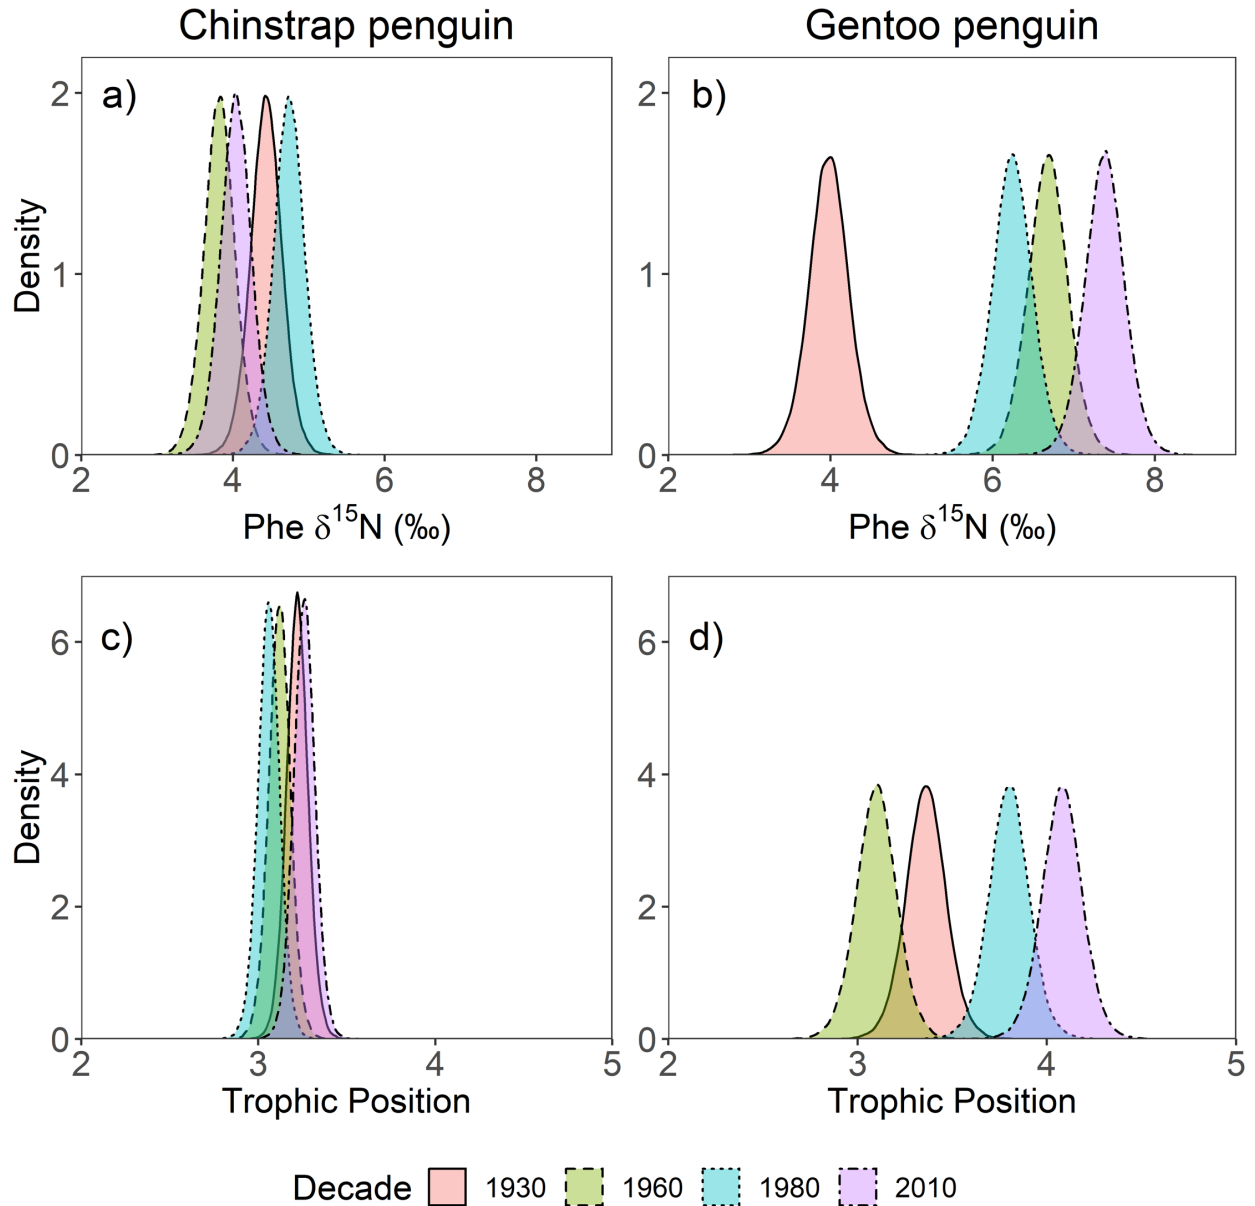 Chinstrap penguin
Gentoo penguin
a)
b)
2
1
0
Density
2
1
0
2 4 6 8
2 4 6 8
Phe δ¹⁵N (‰)
Phe δ¹⁵N (‰)
c)
d)
6
4
2
0
Density
6
4
2
0
2 3 4 5
2 3 4 5
Trophic Position
Trophic Position
Decade 1930 1960 1980 2010